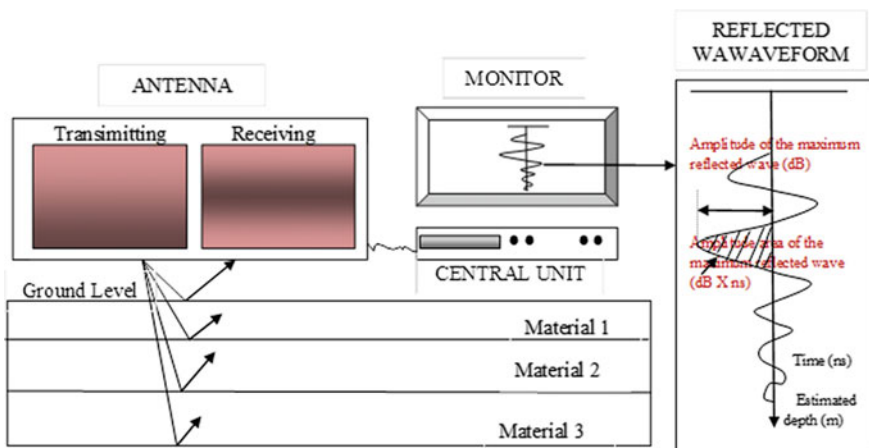 REFLECTED
WAWAVEFORM
MONITOR
ANTENNA
Transimitting
Receiving
Amplitude of the maximum
reflected wave (dB)
Amplitude area of the
maximum reflected wave
(dB X ns)
CENTRAL UNIT
Ground Level
Material 1
Material 2
Material 3
Time (ns)
Estimated
depth (m)